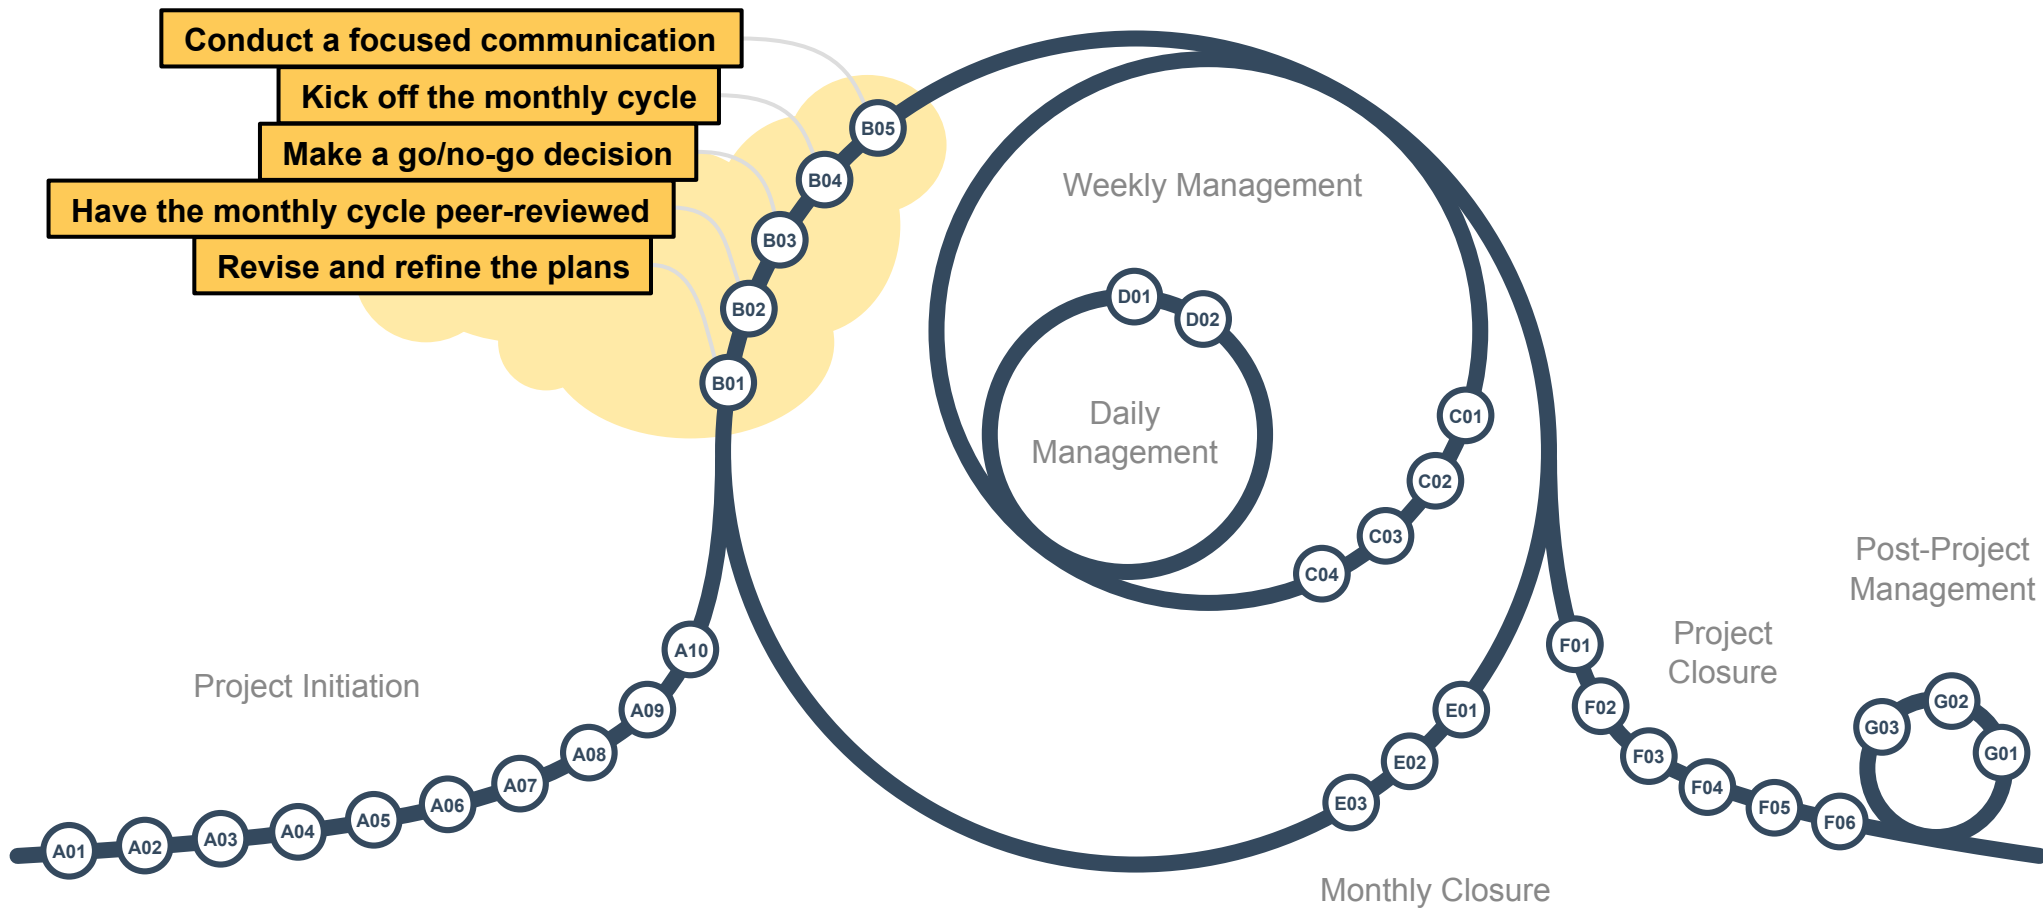 Conduct a focused communication
Kick off the monthly cycle
Make a go/no-go decision
Have the monthly cycle peer-reviewed
Revise and refine the plans
B05
B04
B03
B02
B01
Weekly Management
D01
D02
Daily
Management
C01
C02
C03
C04
Project Initiation
A01
A02
A03
A04
A05
A06
A07
A08
A09
A10
E01
E02
E03
Monthly Closure
Project
Closure
F01
F02
F03
F04
F05
F06
Post-Project
Management
G03
G02
G01